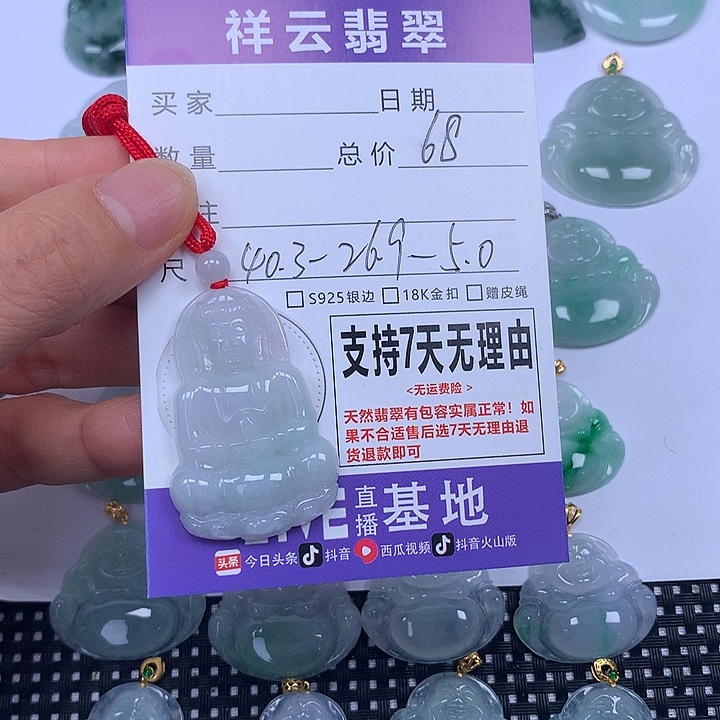 祥云翡翠
买家 日期
数量 总价 68
注
尺 40.3-26.9-5.0
S925银边 18K金扣 赠皮绳
支持7天无理由
<无运费险>
天然翡翠有包容实属正常！如
果不合适售后选7天无理由退
货退款即可
直播基地
头条 今日头条 抖音 西瓜视频 抖音火山版